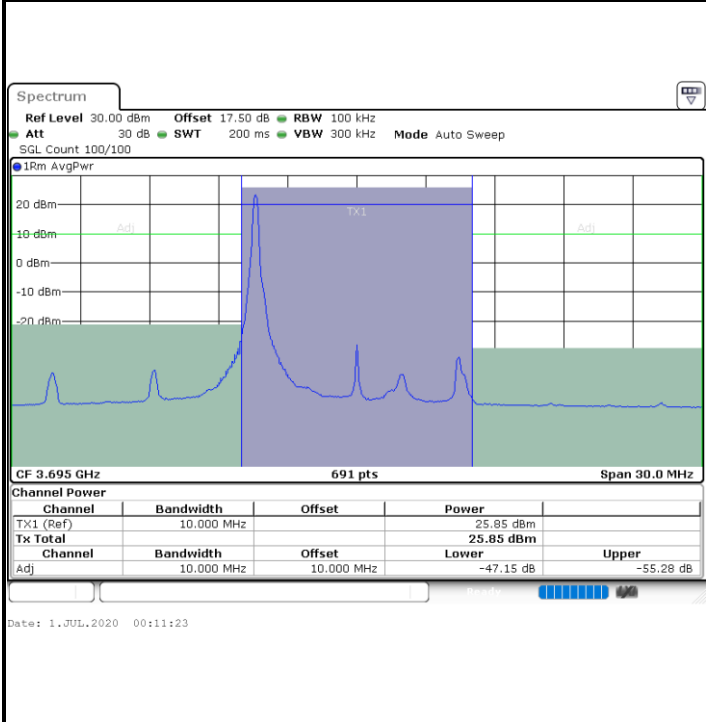 Spectrum
Ref Level 30.00 dBm Offset 17.50 dB RBW 100 kHz
Att 30 dB SWT 200 ms VBW 300 kHz Mode Auto Sweep
SGL Count 100/100
1Rm AvgPwr
20 dBm
TX1
Adj
Adj
10 dBm
0 dBm
-10 dBm
-20 dBm
CF 3.695 GHz 691 pts Span 30.0 MHz
Channel Power
Channel Bandwidth Offset Power
TX1 (Ref) 10.000 MHz 25.85 dBm
Tx Total 25.85 dBm
Channel Bandwidth Offset Lower Upper
Adj 10.000 MHz 10.000 MHz -47.15 dB -55.28 dB
Ready
Date: 1.JUL.2020 00:11:23